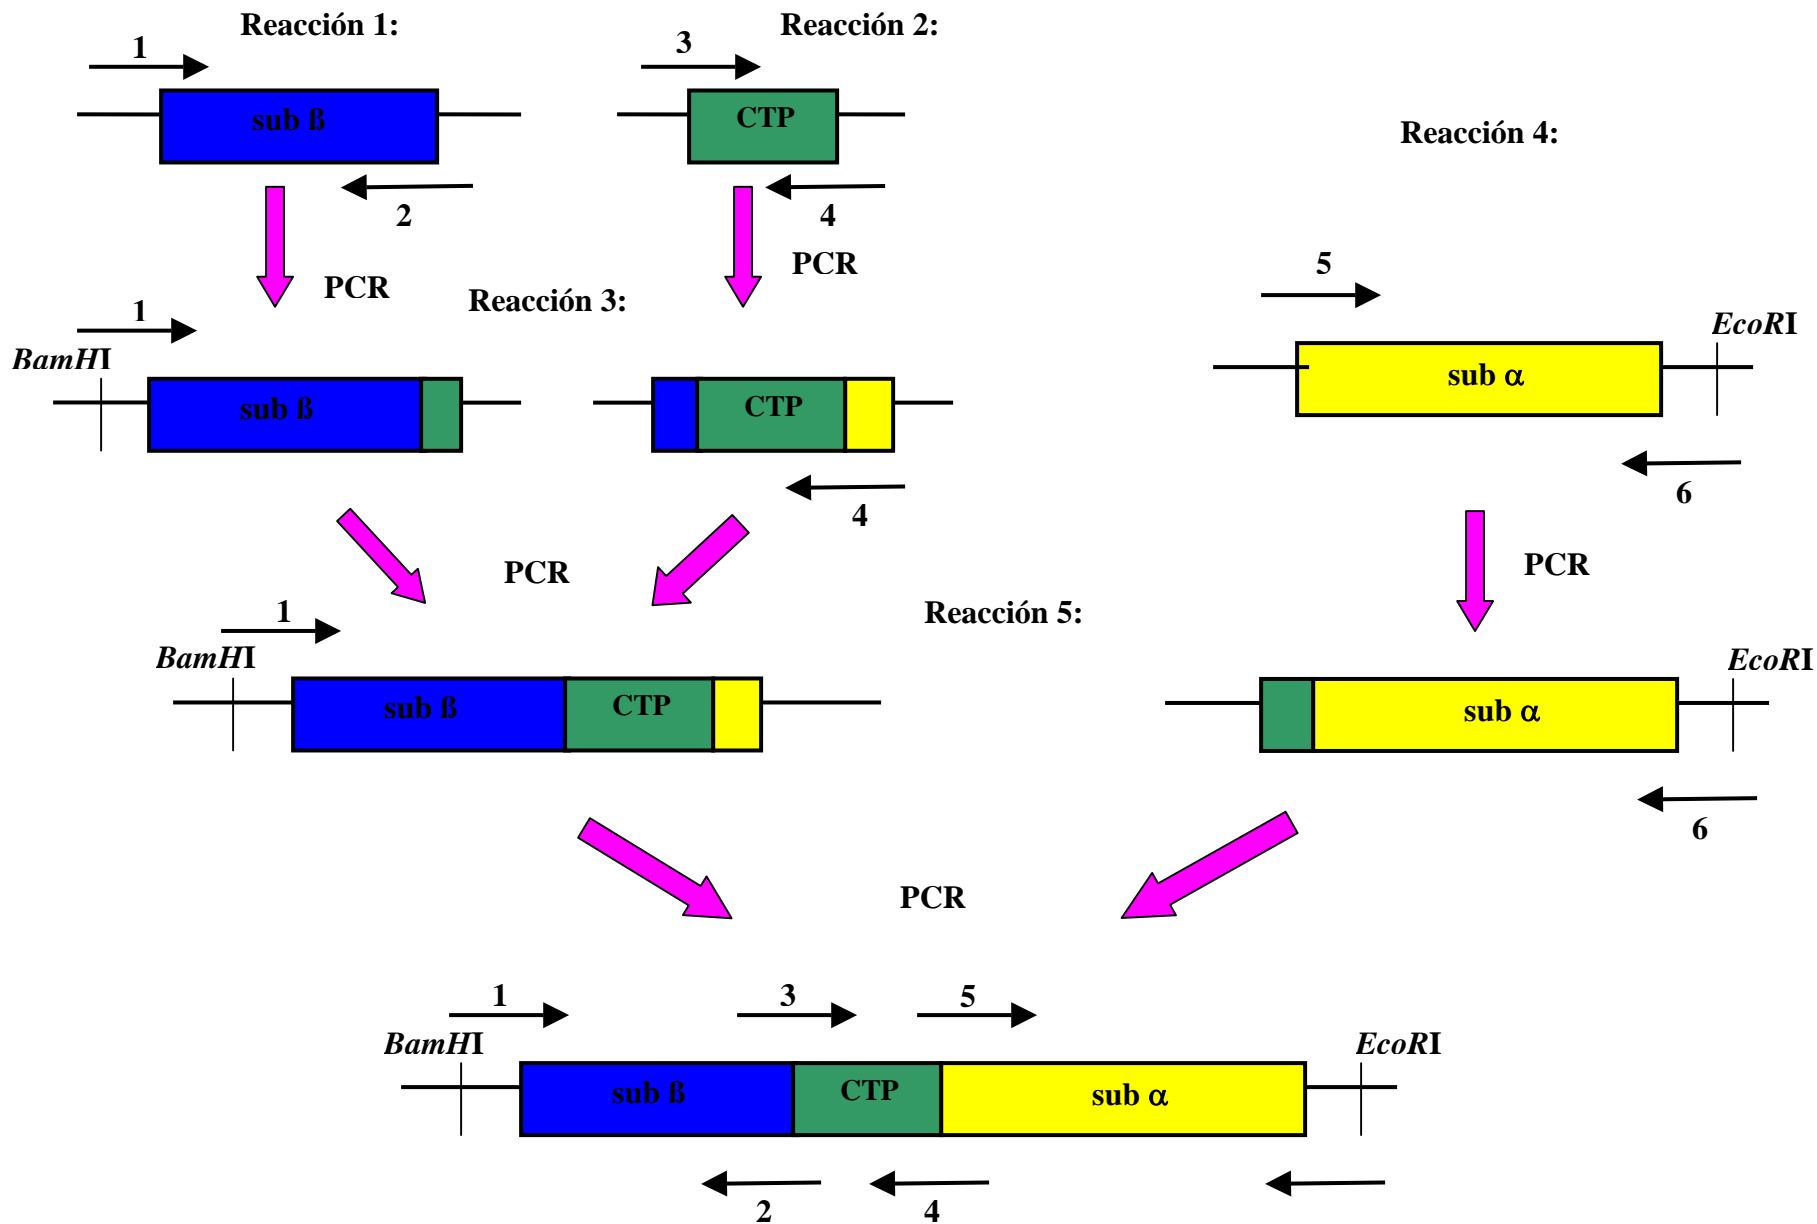 Reacción 1:
Reacción 2:
1
3
sub ß
CTP
Reacción 4:
2
4
PCR
PCR
5
Reacción 3:
1
EcoRI
BamHI
sub ß
CTP
sub α
4
6
PCR
PCR
1
Reacción 5:
BamHI
EcoRI
sub ß
CTP
sub α
6
PCR
1
3
5
BamHI
EcoRI
sub ß
CTP
sub α
2
4